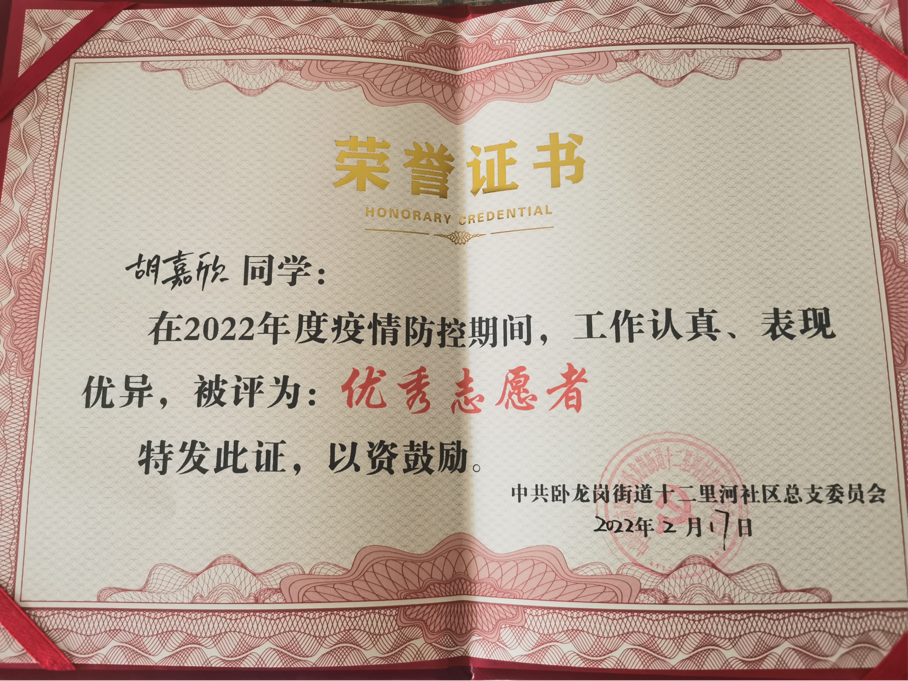 荣誉证书
HONORARY CREDENTIAL
胡嘉欣 同学：
在2022年度疫情防控期间，工作认真、表现
优异，被评为：优秀志愿者
特发此证，以资鼓励。
中共卧龙岗街道十二里河社区总支委员会
2022年2月17日